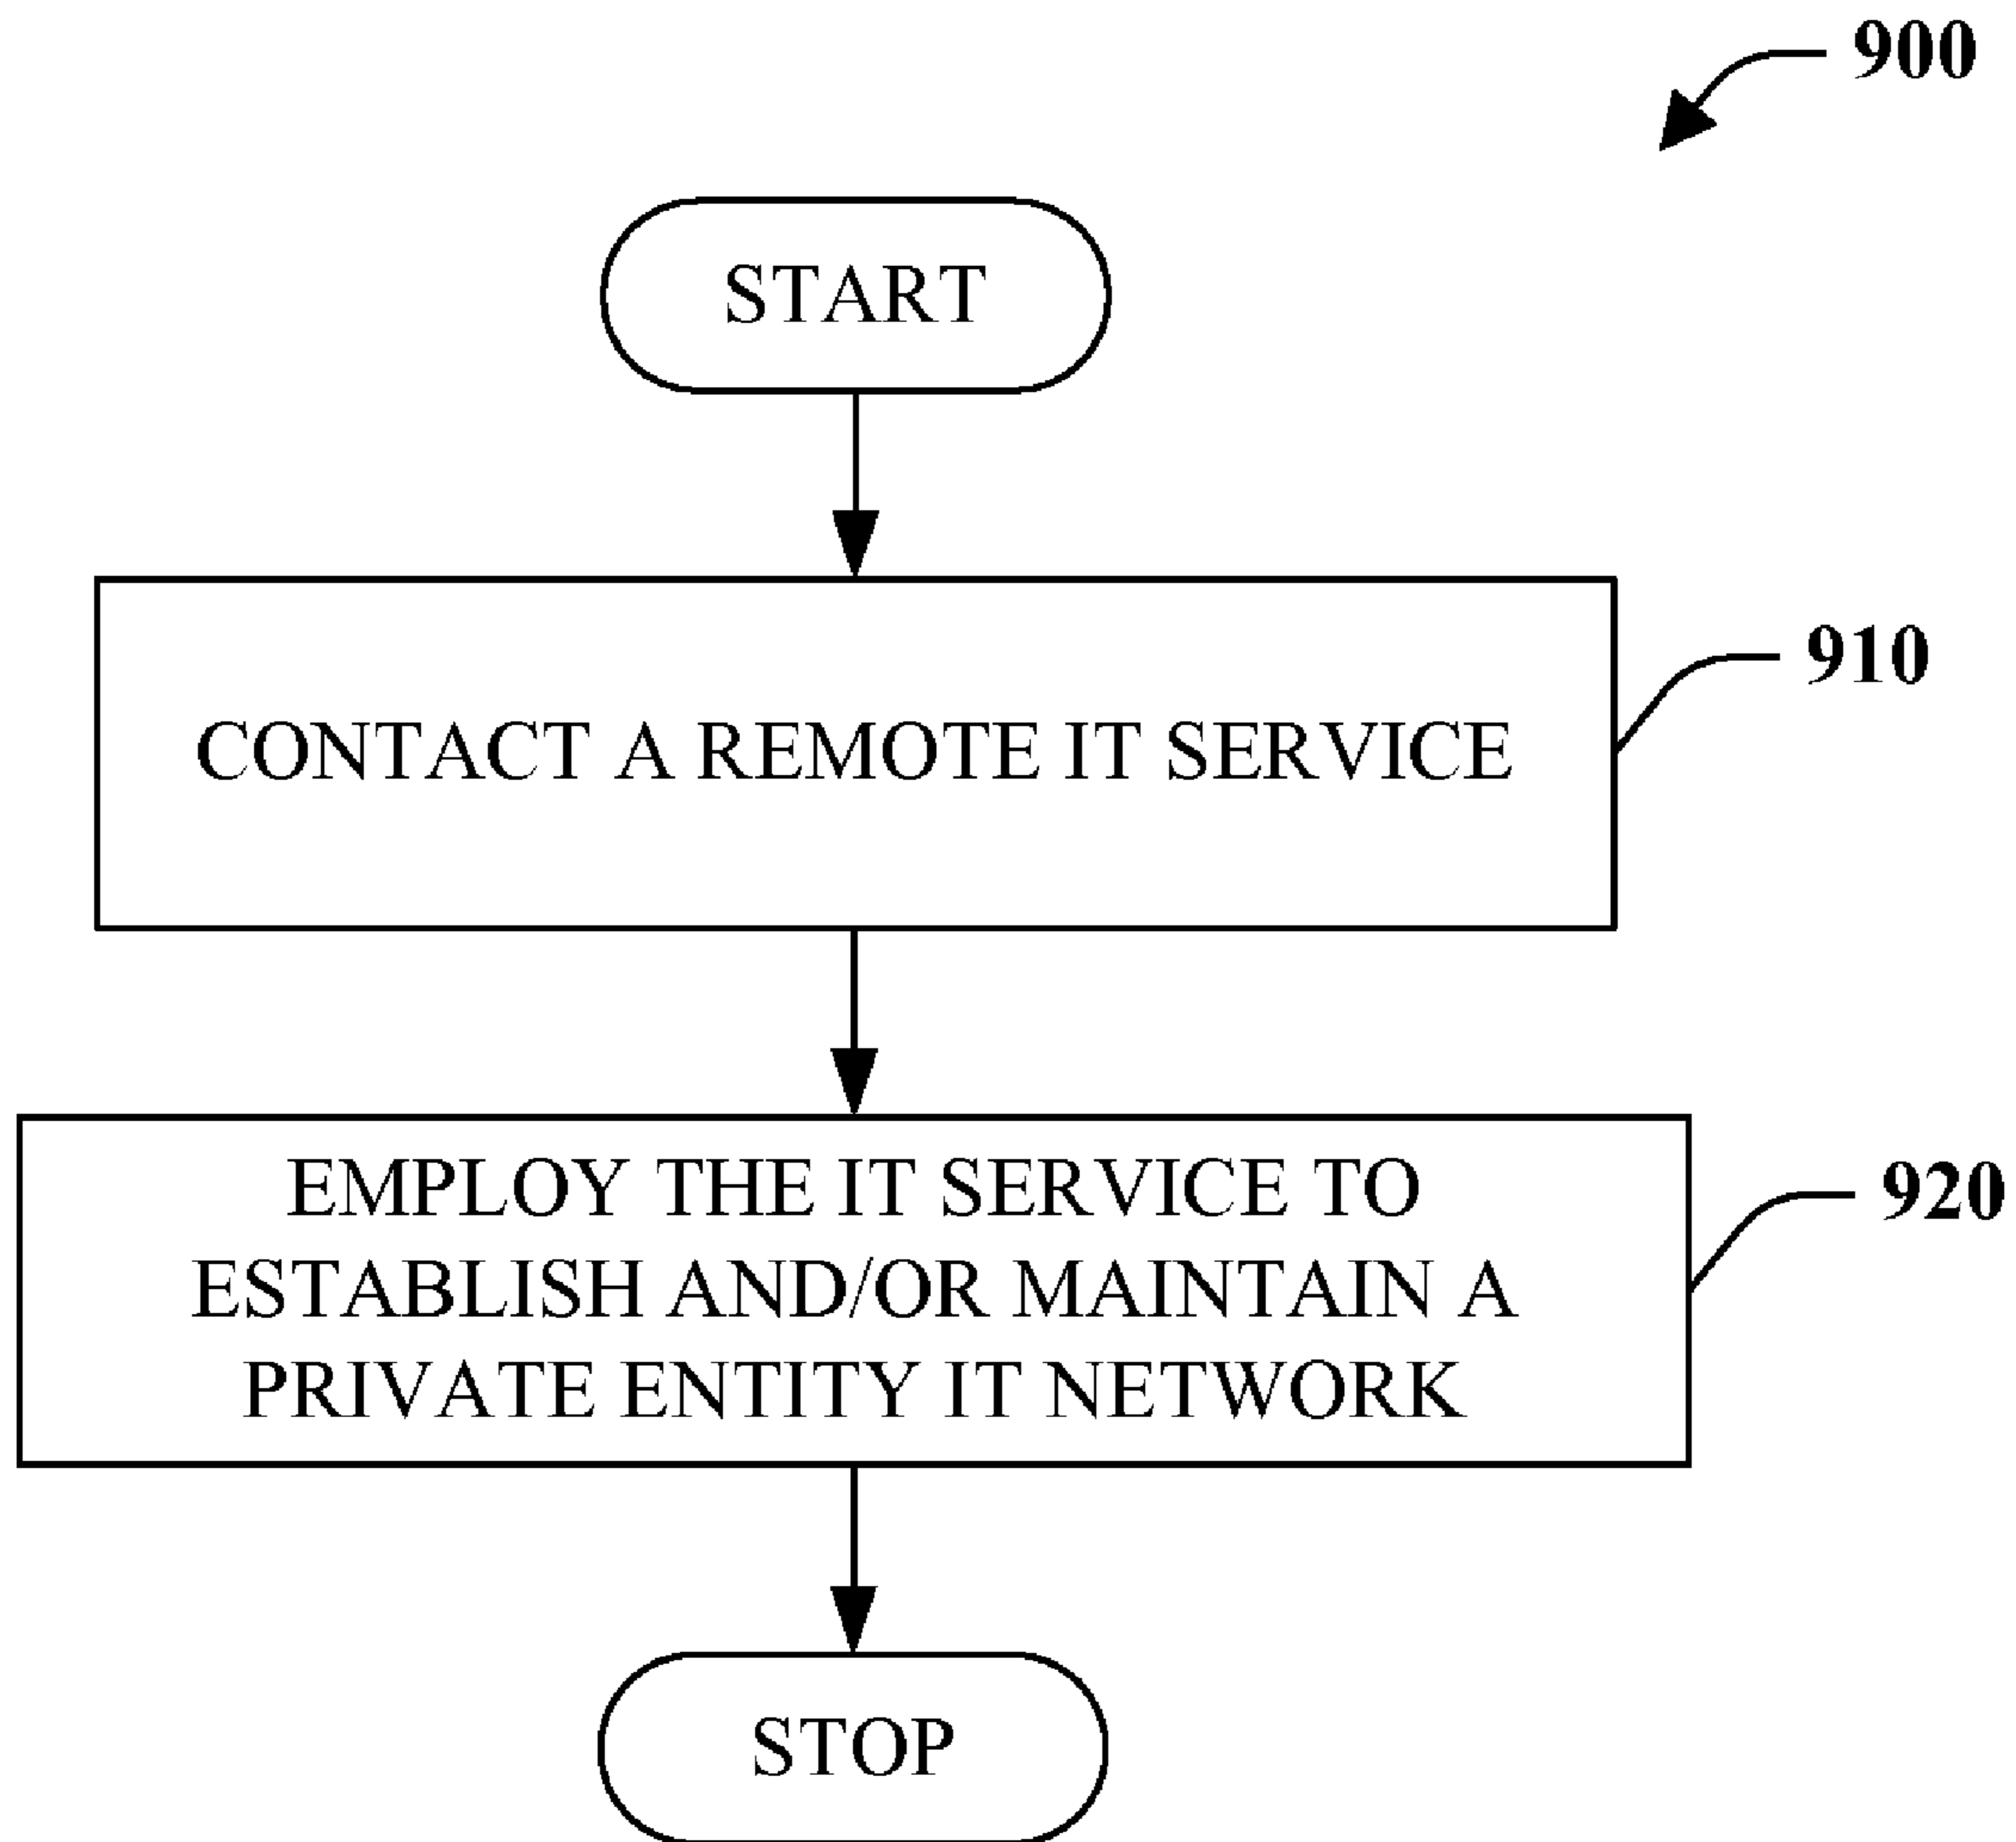 900
START
910
CONTACT A REMOTE IT SERVICE
920
EMPLOY THE IT SERVICE TO
ESTABLISH AND/OR MAINTAIN A
PRIVATE ENTITY IT NETWORK
STOP